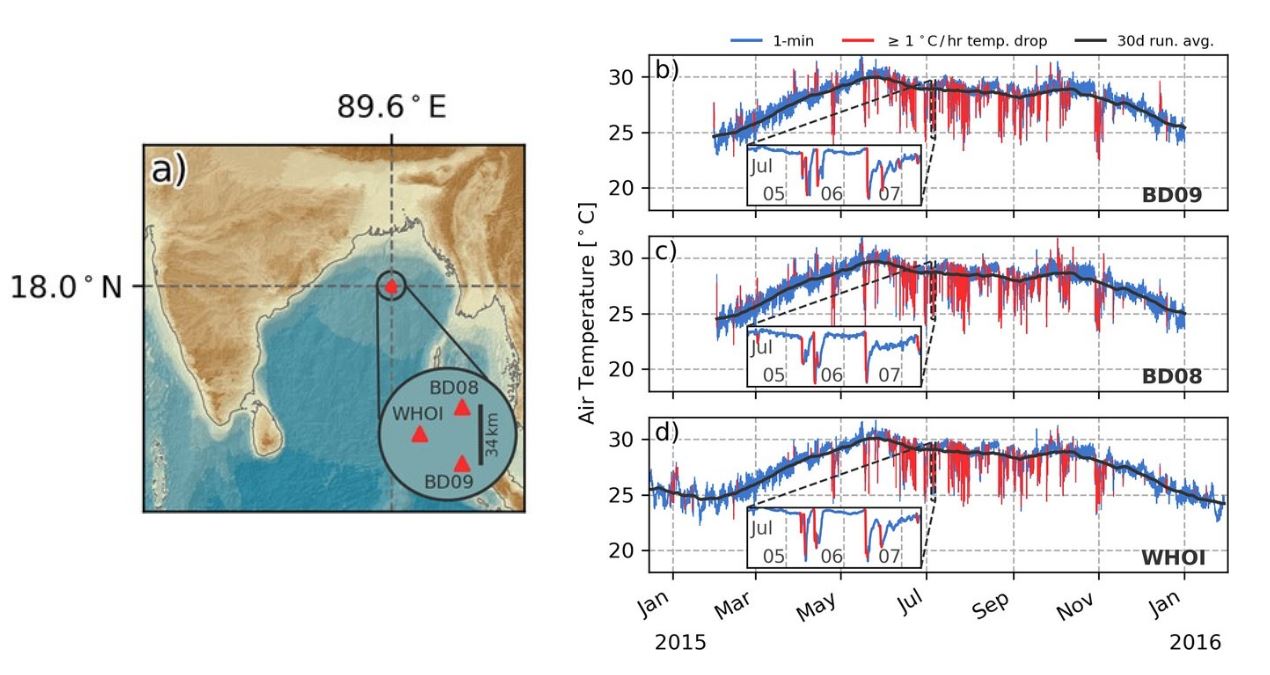 89.6°E
a)
18.0°N
BD08
WHOI
34 km
BD09
1-min
≥ 1 °C/hr temp. drop
30d run. avg.
Air Temperature [°C]
b)
30
25
20
Jul
05 06 07
BD09
c)
30
25
20
Jul
05 06 07
BD08
d)
30
25
20
Jul
05 06 07
WHOI
Jan Mar May Jul Sep Nov Jan
2015 2016